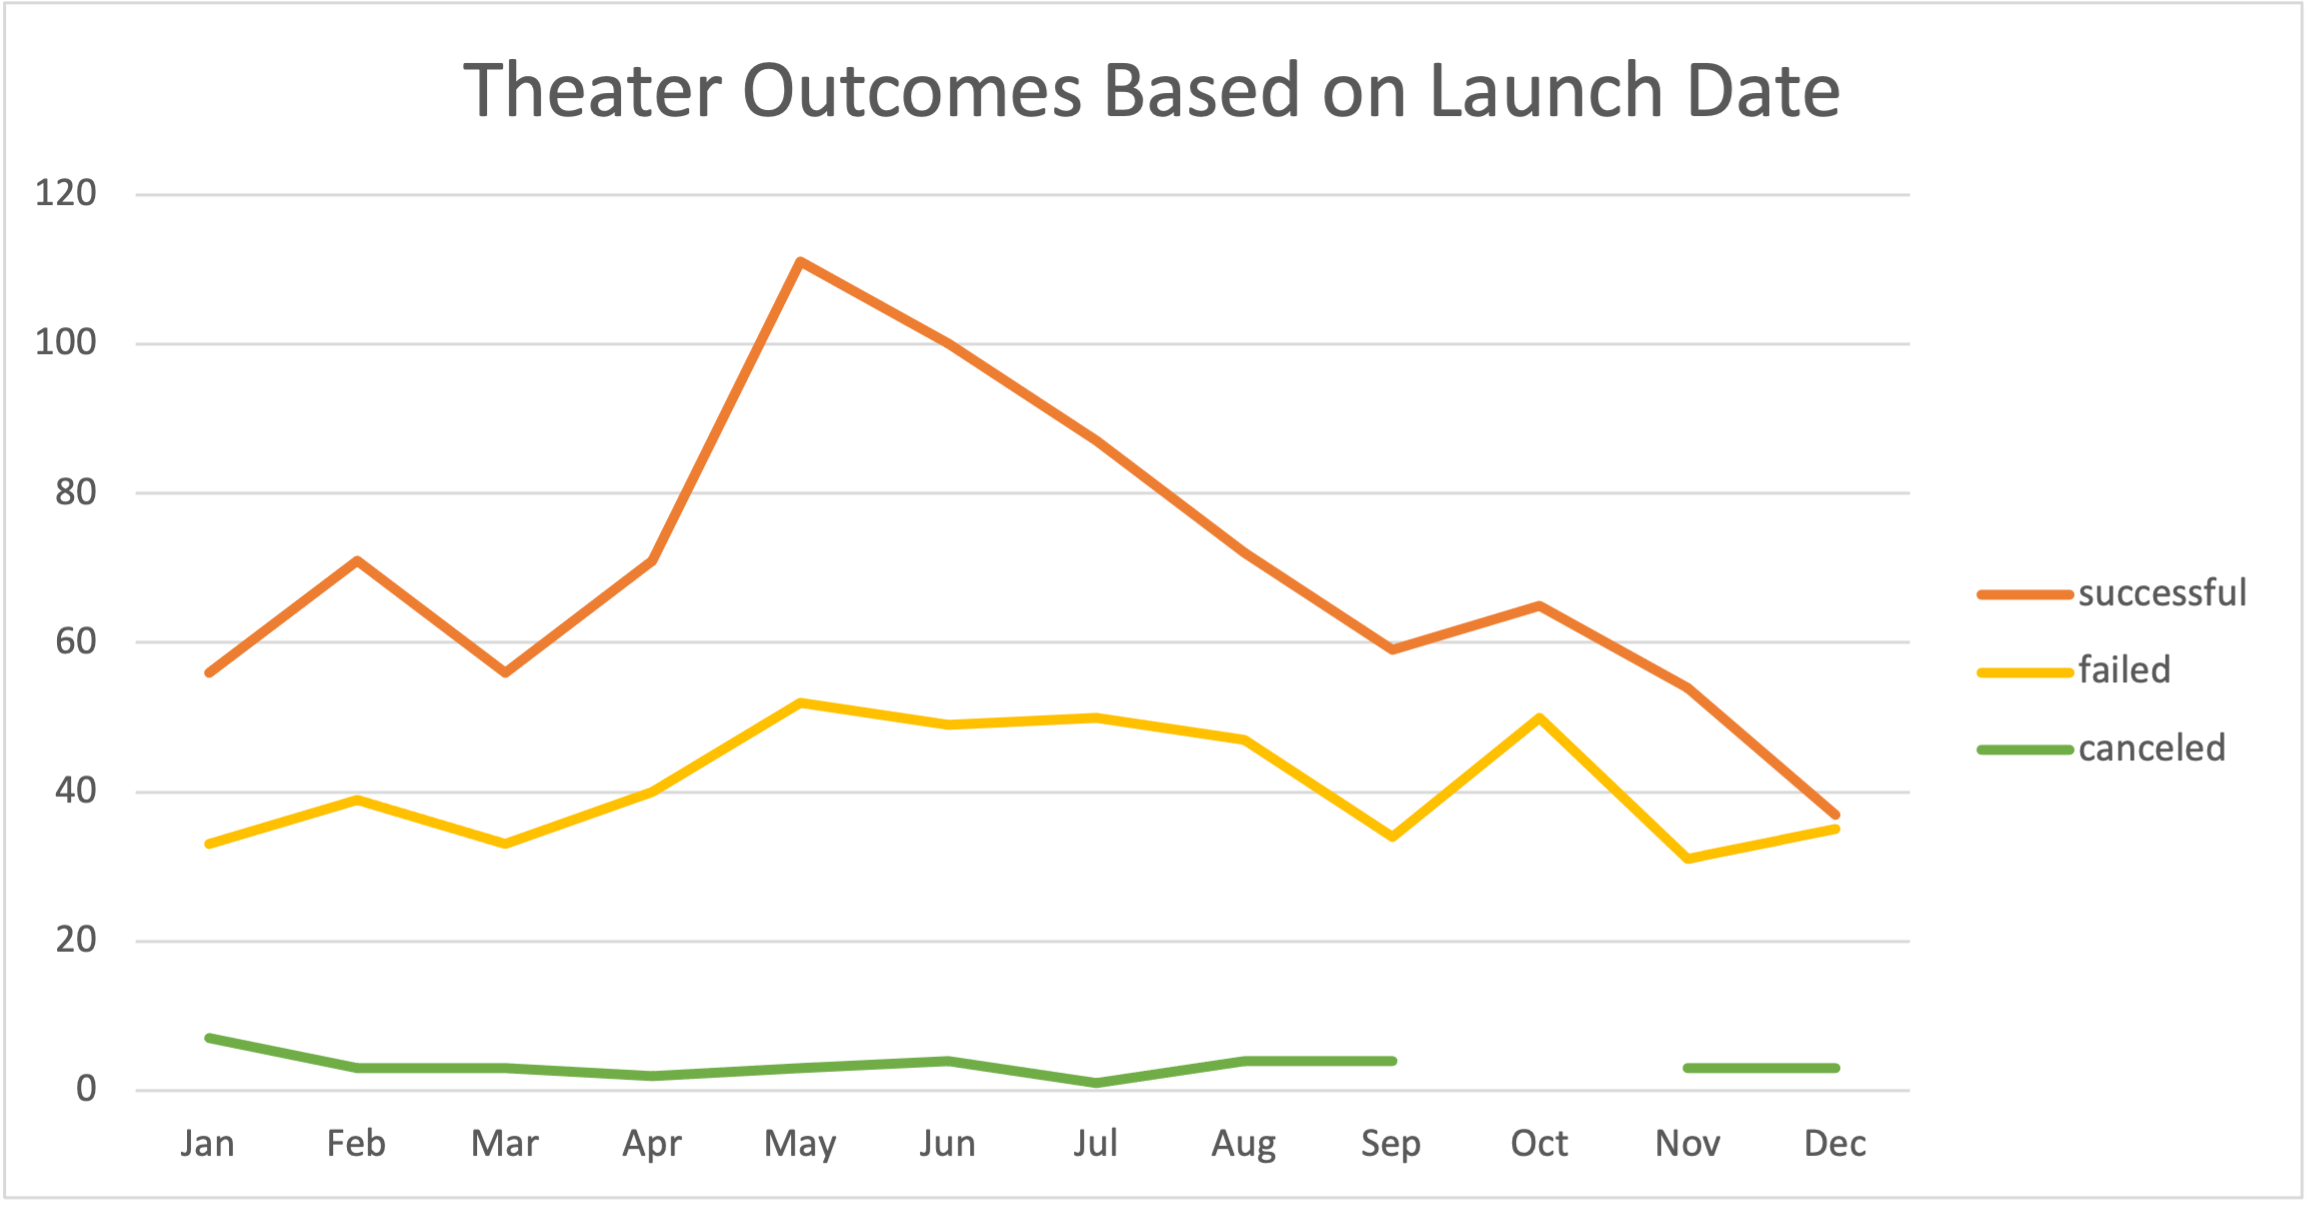 Theater Outcomes Based on Launch Date
120
100
80
60
40
20
0
Jan Feb Mar Apr May Jun Jul Aug Sep Oct Nov Dec
successful
failed
canceled